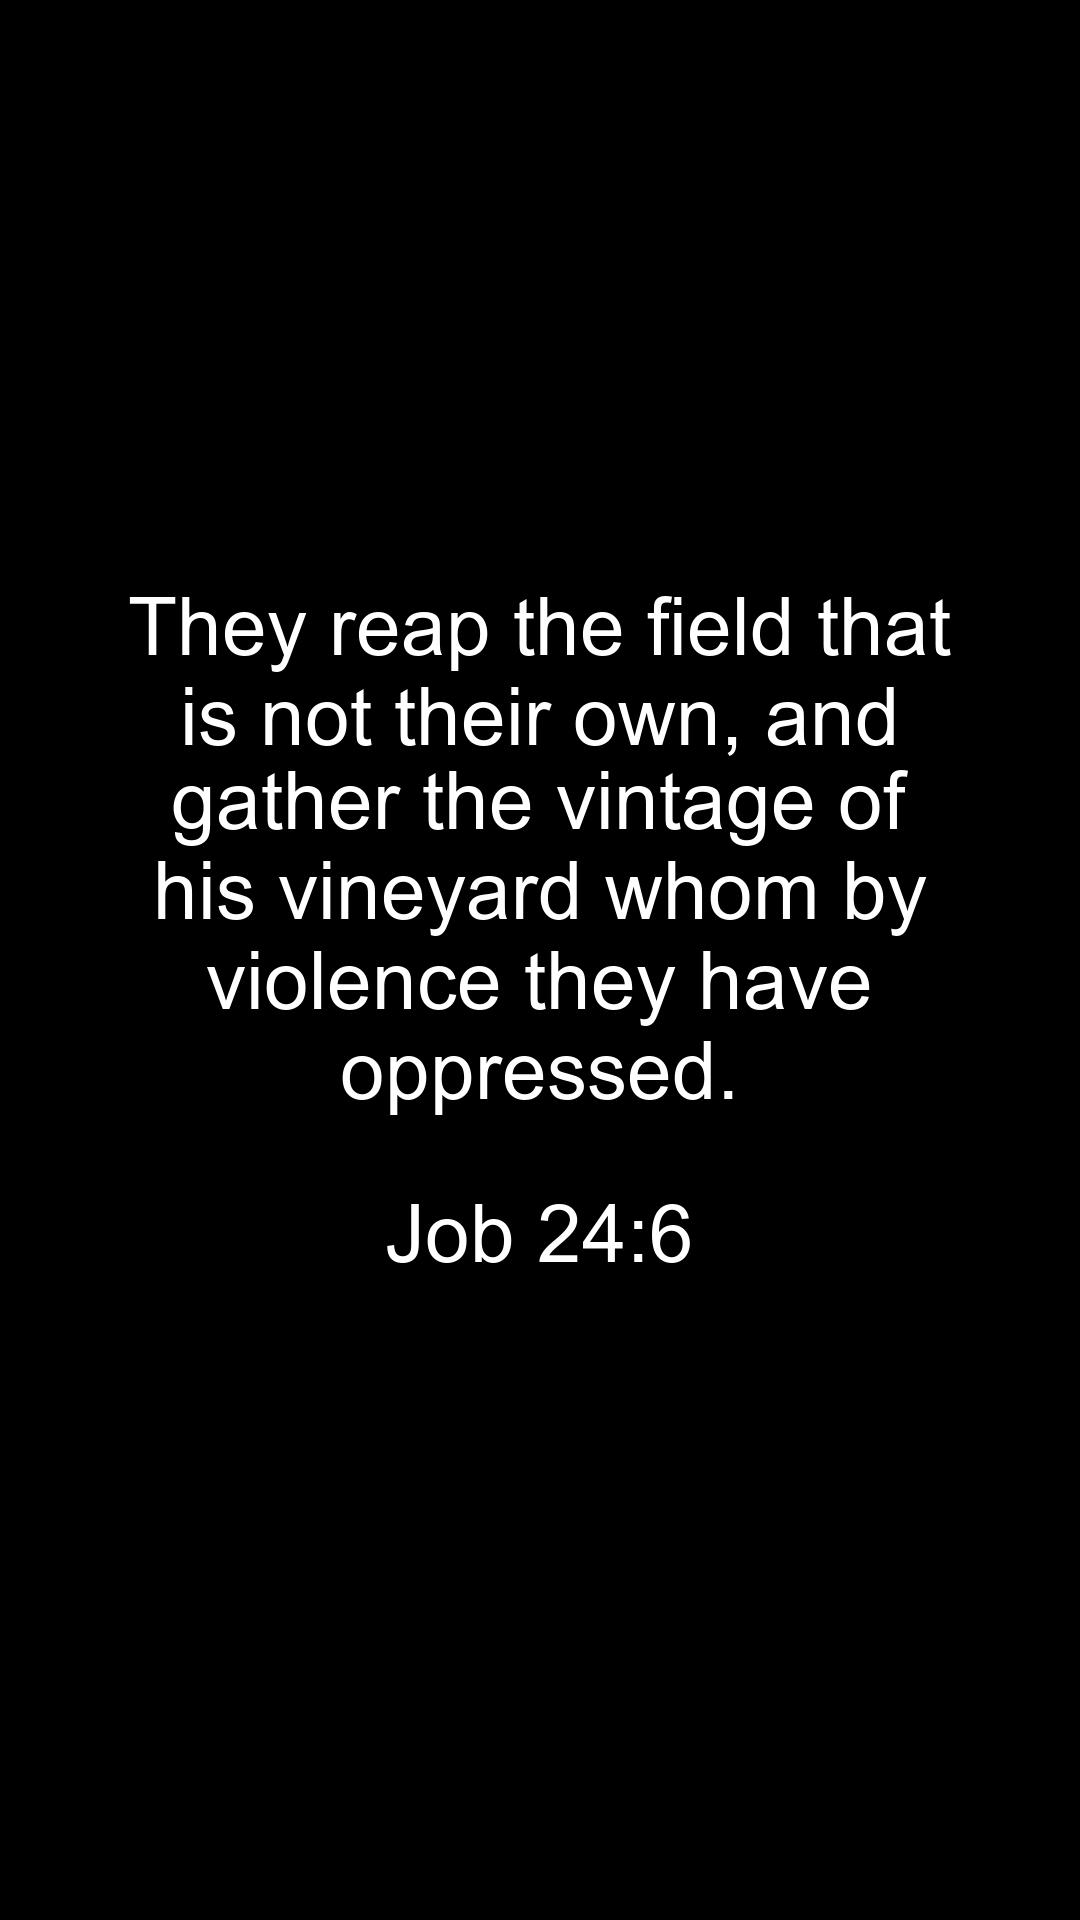 They reap the field that
is not their own, and
gather the vintage of
his vineyard whom by
violence they have
oppressed.
Job 24:6